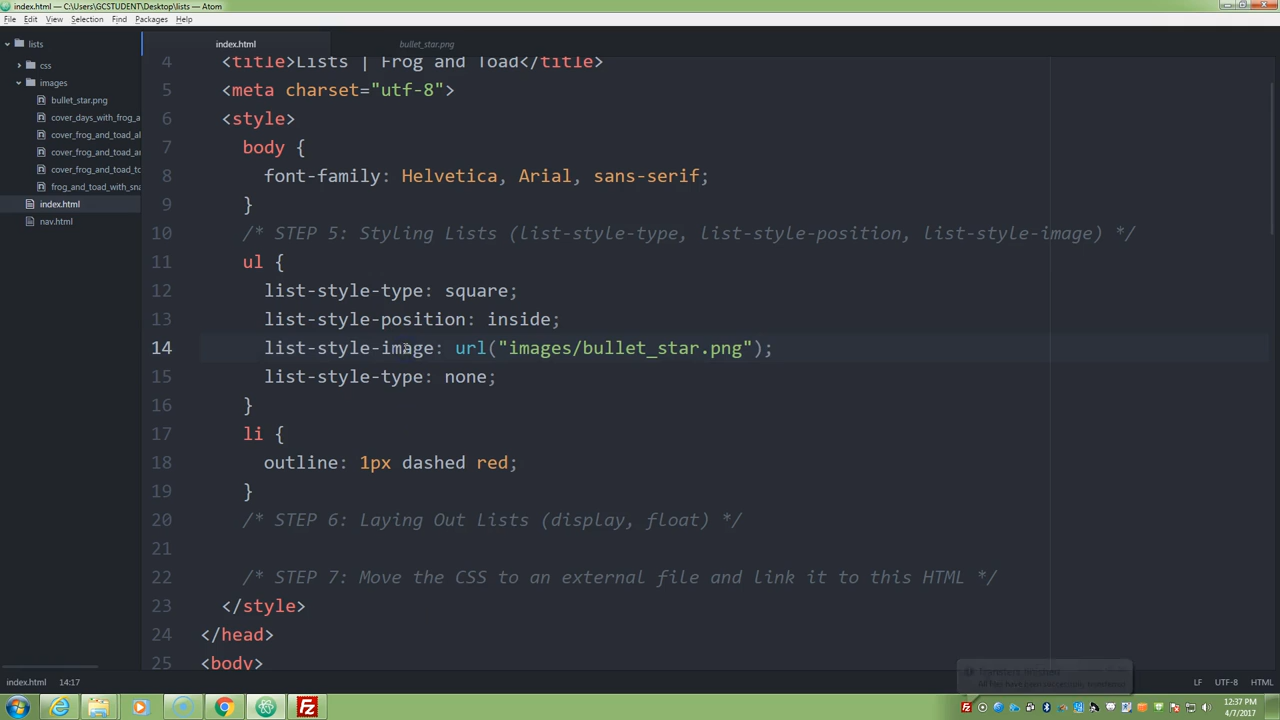 index.html — C:\Users\GCSTUDENT\Desktop\lists — Atom
File Edit View Selection Find Packages Help
lists
css
images
bullet_star.png
cover_days_with_frog_a
cover_frog_and_toad_al
cover_frog_and_toad_an
cover_frog_and_toad_to
frog_and_toad_with_sna
index.html
nav.html
index.html bullet_star.png
4 <title>Lists | Frog and Toad</title>
5 <meta charset="utf-8">
6 <style>
7 body {
8 font-family: Helvetica, Arial, sans-serif;
9 }
10 /* STEP 5: Styling Lists (list-style-type, list-style-position, list-style-image) */
11 ul {
12 list-style-type: square;
13 list-style-position: inside;
14 list-style-image: url("images/bullet_star.png");
15 list-style-type: none;
16 }
17 li {
18 outline: 1px dashed red;
19 }
20 /* STEP 6: Laying Out Lists (display, float) */
21
22 /* STEP 7: Move the CSS to an external file and link it to this HTML */
23 </style>
24 </head>
25 <body>
index.html 14:17 LF UTF-8 HTML
12:37 PM
4/7/2017